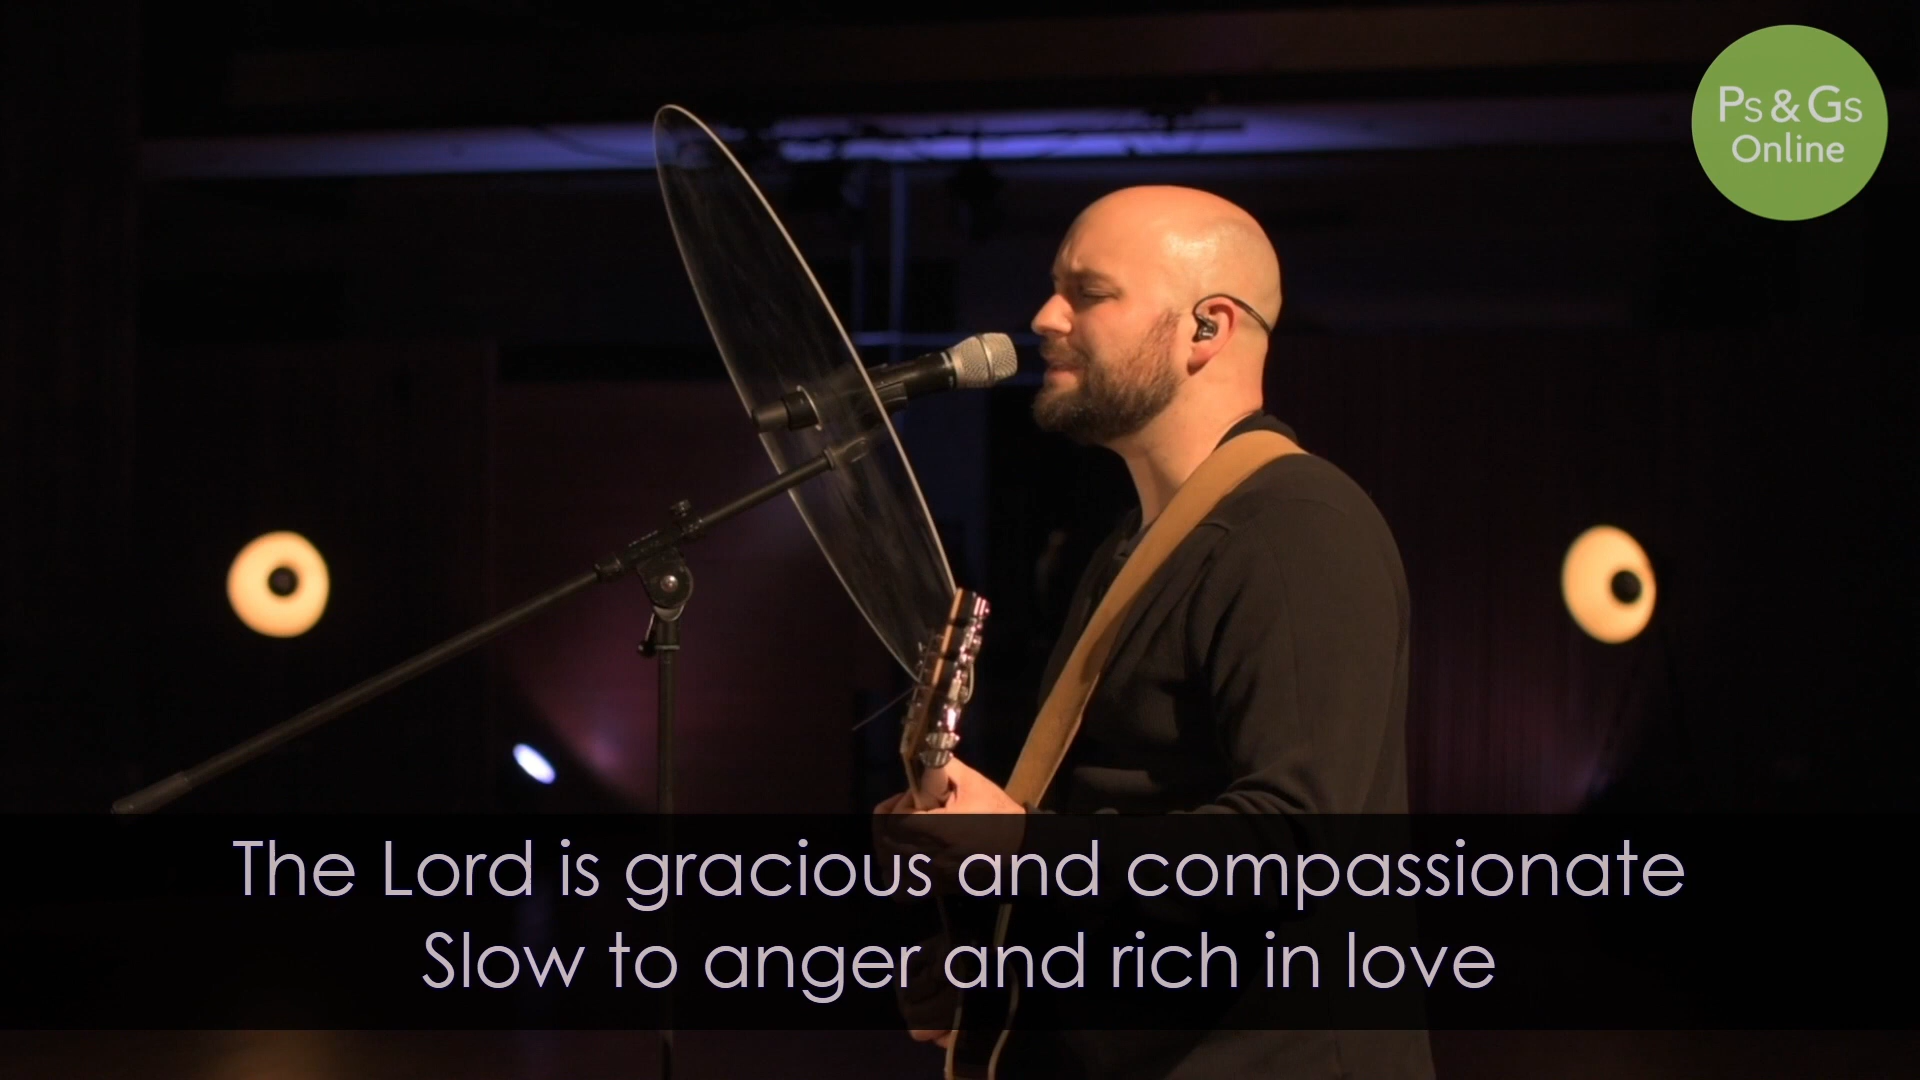 Ps & Gs
Online
The Lord is gracious and compassionate
Slow to anger and rich in love